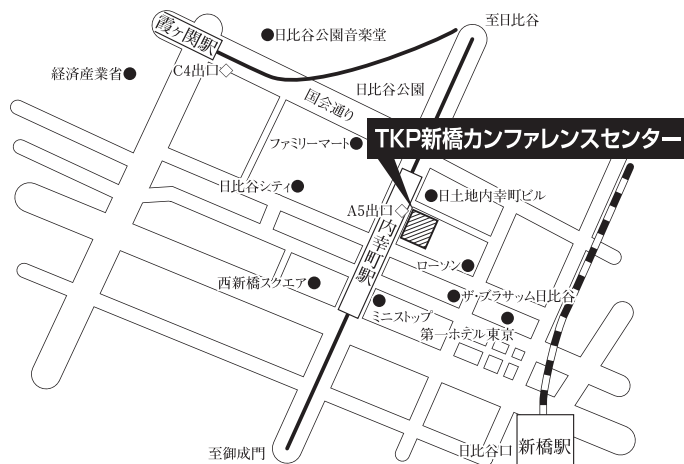 至日比谷
霞ヶ関駅
日比谷公園音楽堂
経済産業省
C4出口
日比谷公園
国会通り
ファミリーマート
TKP新橋カンファレンスセンター
日比谷シティ
日土地内幸町ビル
A5出口
内幸町駅
ローソン
西新橋スクエア
ザ・ブラサッム日比谷
ミニストップ
第一ホテル東京
至御成門
日比谷口
新橋駅